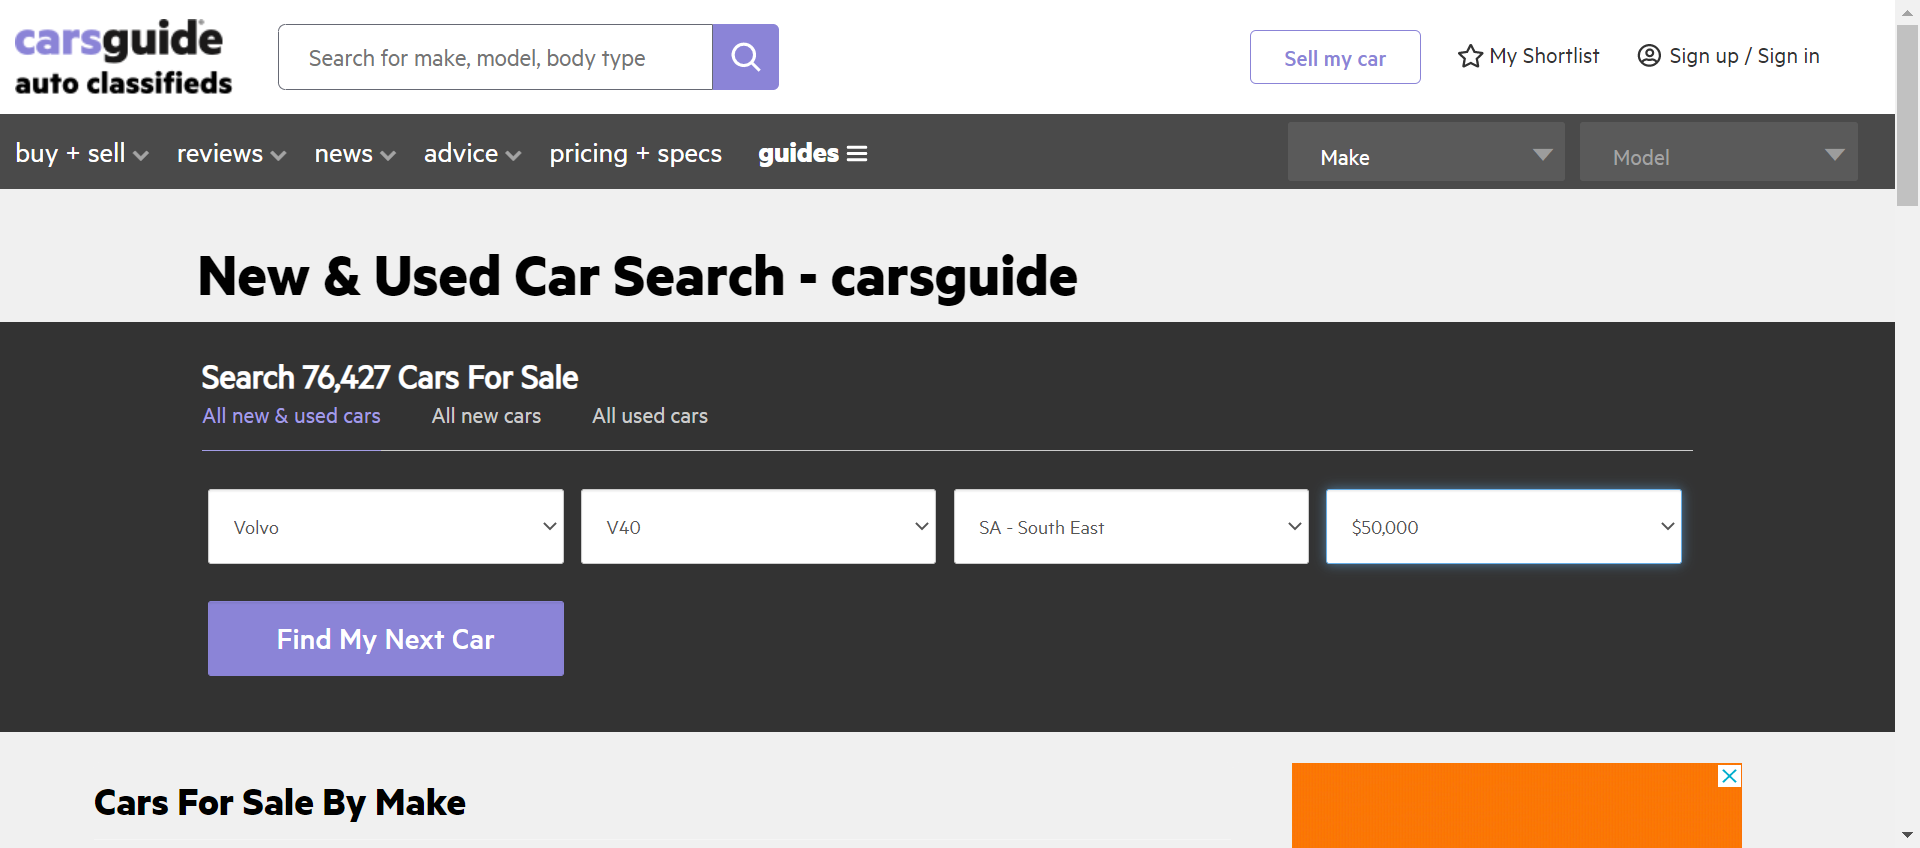 carsguide
auto classifieds
Search for make, model, body type
Sell my car
My Shortlist
Sign up / Sign in
buy + sell
reviews
news
advice
pricing + specs
guides
Make
Model
New & Used Car Search - carsguide
Search 76,427 Cars For Sale
All new & used cars
All new cars
All used cars
Volvo
V40
SA - South East
$50,000
Find My Next Car
Cars For Sale By Make